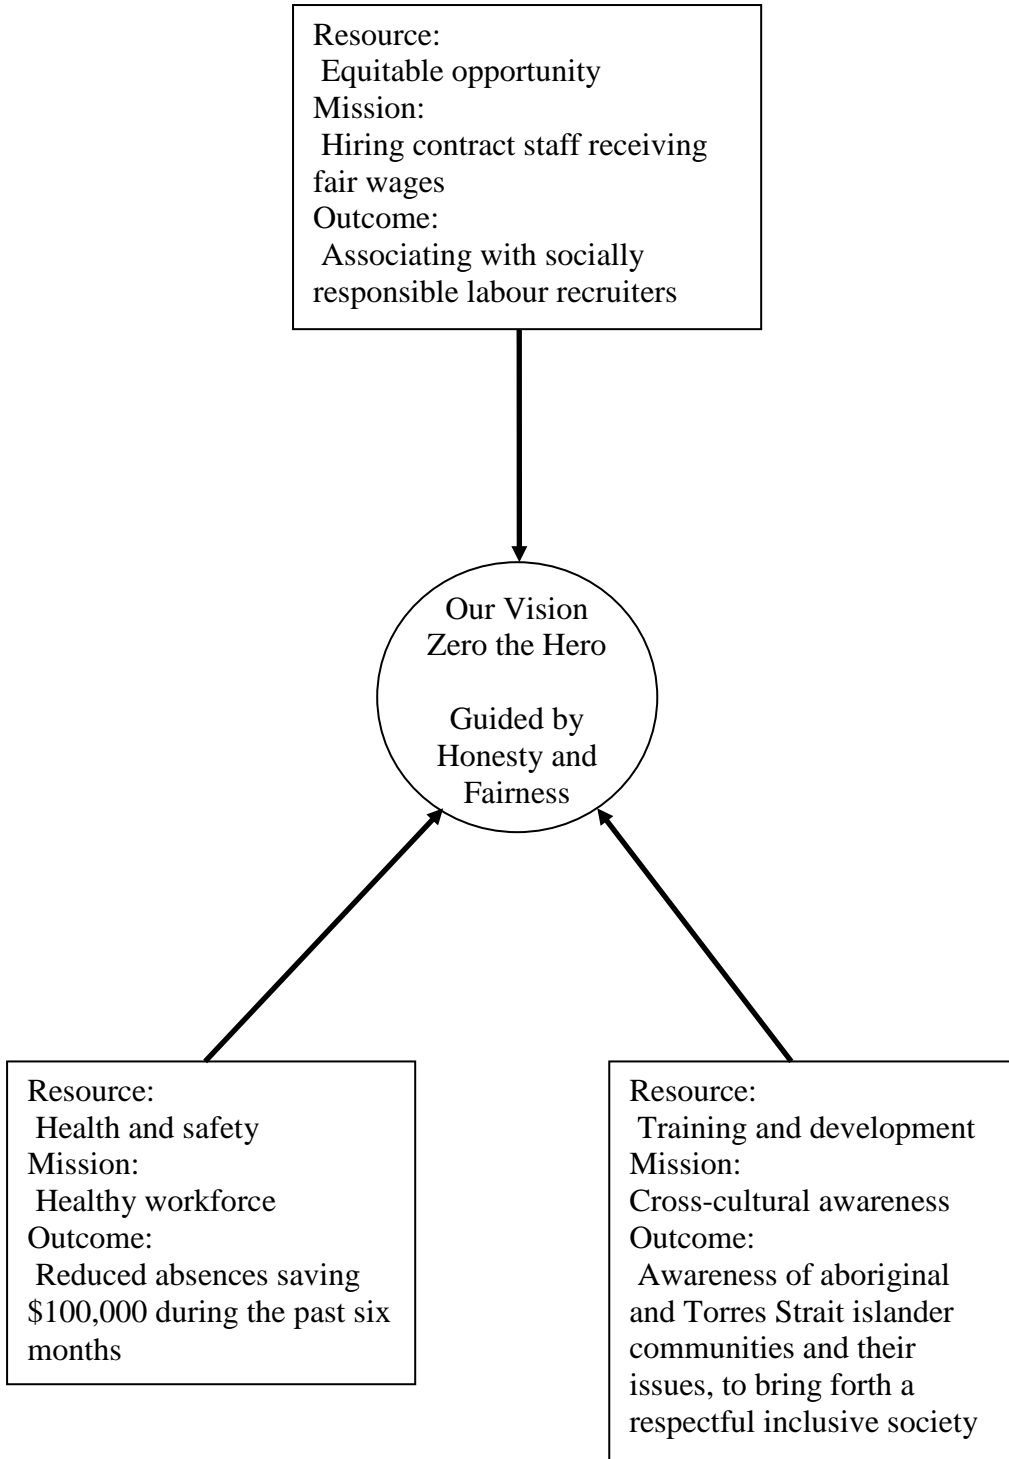 Resource:
Equitable opportunity
Mission:
Hiring contract staff receiving
fair wages
Outcome:
Associating with socially
responsible labour recruiters
Our Vision
Zero the Hero
Guided by
Honesty and
Fairness
Resource:
Health and safety
Mission:
Healthy workforce
Outcome:
Reduced absences saving
$100,000 during the past six
months
Resource:
Training and development
Mission:
Cross-cultural awareness
Outcome:
Awareness of aboriginal
and Torres Strait islander
communities and their
issues, to bring forth a
respectful inclusive society